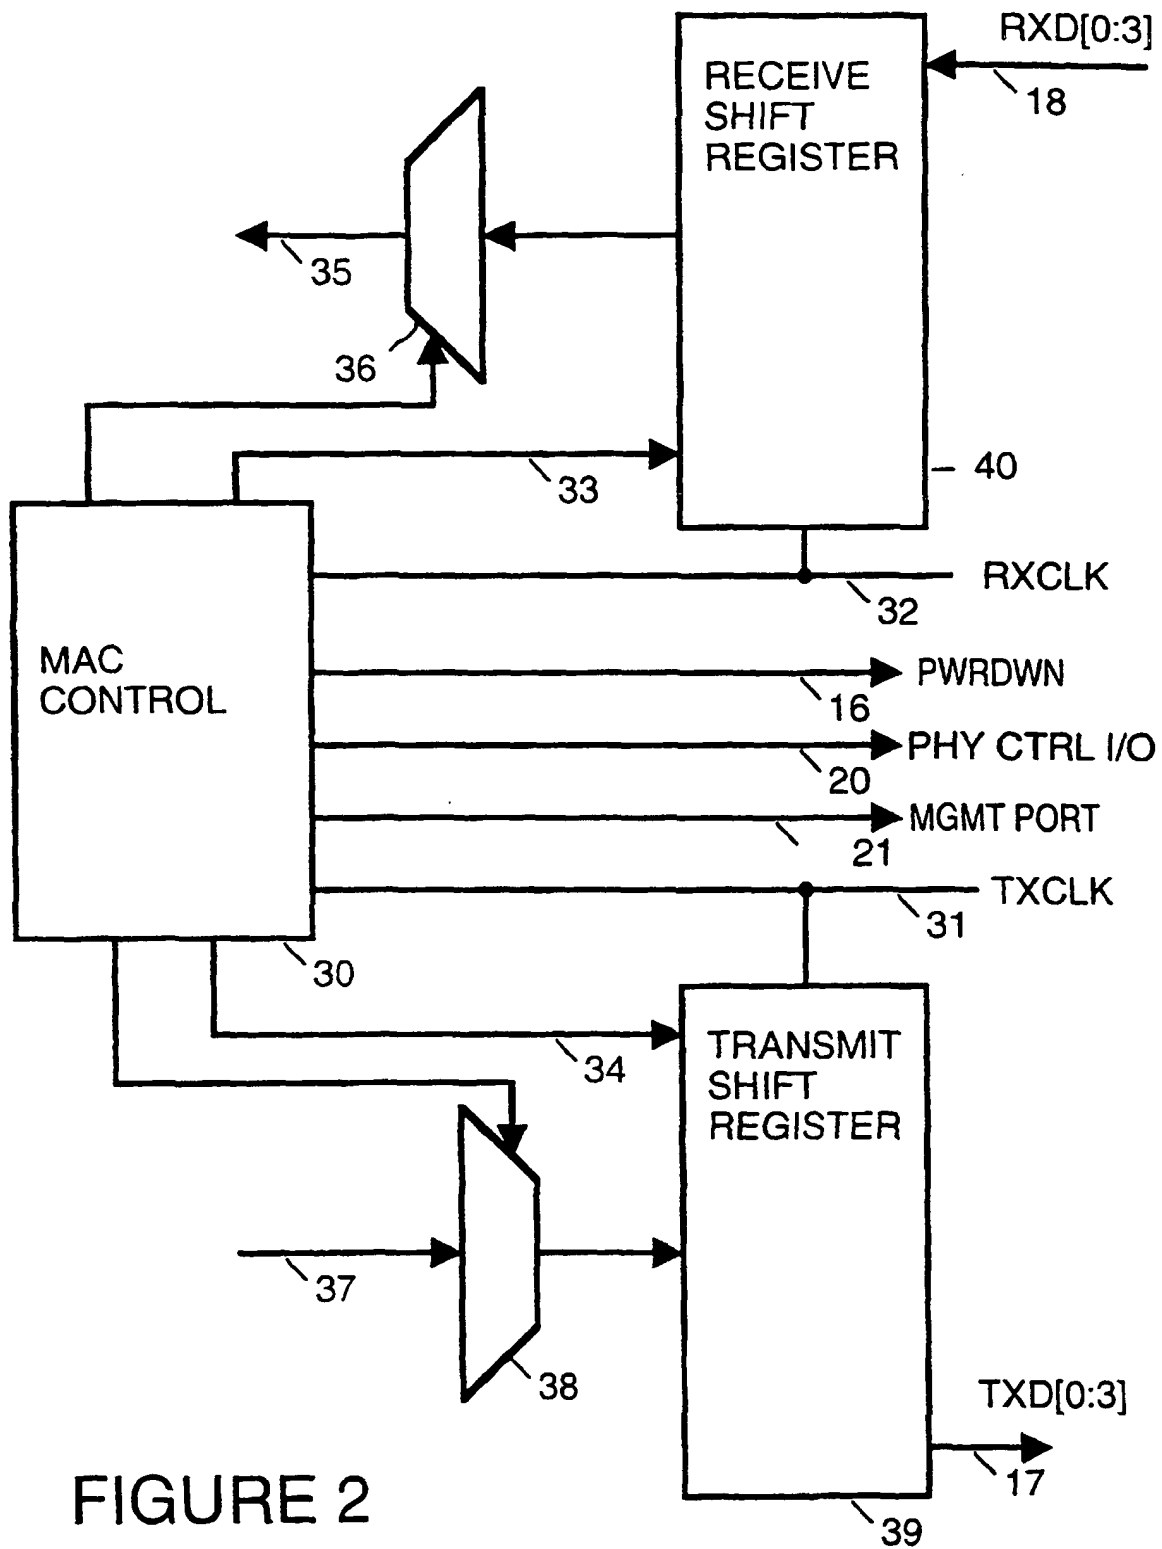 RXD[0:3]
RECEIVE
SHIFT
REGISTER
18
35
36
33
40
RXCLK
32
MAC
CONTROL
PWRDWN
16
PHY CTRL I/O
20
MGMT PORT
21
TXCLK
31
30
34
TRANSMIT
SHIFT
REGISTER
37
38
TXD[0:3]
17
FIGURE 2
39